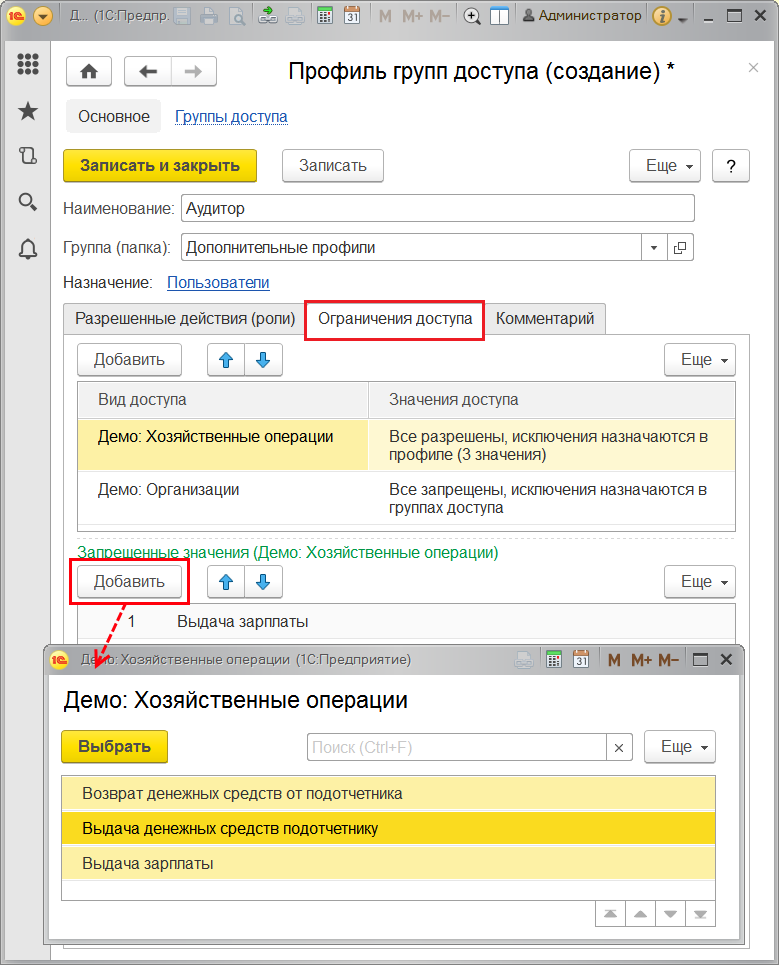 1С Д... (1С:Предпр... 31 M M+ M− Администратор i
Профиль групп доступа (создание) *
Основное Группы доступа
Записать и закрыть Записать Еще ?
Наименование: Аудитор
Группа (папка): Дополнительные профили
Назначение: Пользователи
Разрешенные действия (роли) Ограничения доступа Комментарий
Добавить Еще
Вид доступа Значения доступа
Демо: Хозяйственные операции Все разрешены, исключения назначаются в
профиле (3 значения)
Демо: Организации Все запрещены, исключения назначаются в
группах доступа
Запрещенные значения (Демо: Хозяйственные операции)
Добавить Еще
1 Выдача зарплаты
1С Демо: Хозяйственные операции (1С:Предприятие) 31 M M+ M−
Демо: Хозяйственные операции
Выбрать Поиск (Ctrl+F) × Еще
Возврат денежных средств от подотчетника
Выдача денежных средств подотчетнику
Выдача зарплаты